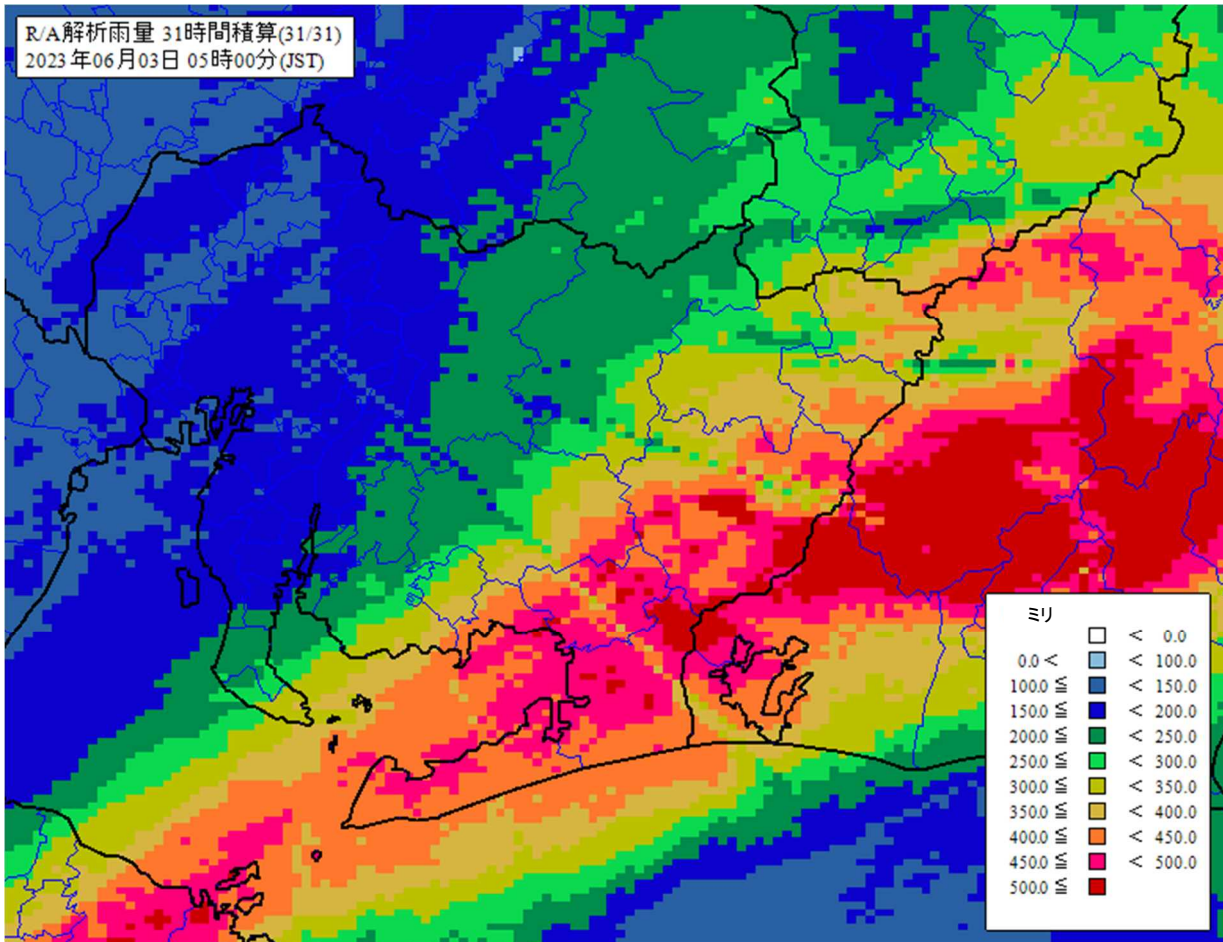 R/A解析雨量 31時間積算(31/31)
2023年06月03日 05時00分(JST)
ミリ
< 0.0
0.0 < < 100.0
100.0 ≦ < 150.0
150.0 ≦ < 200.0
200.0 ≦ < 250.0
250.0 ≦ < 300.0
300.0 ≦ < 350.0
350.0 ≦ < 400.0
400.0 ≦ < 450.0
450.0 ≦ < 500.0
500.0 ≦